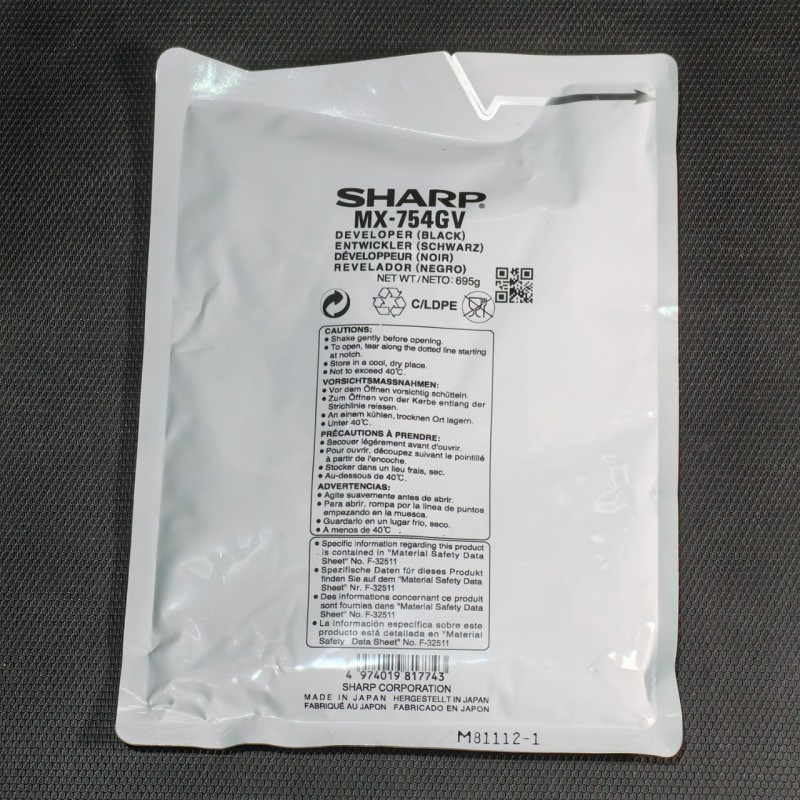 SHARP®
MX-754GV
DEVELOPER (BLACK)
ENTWICKLER (SCHWARZ)
DÉVELOPPEUR (NOIR)
REVELADOR (NEGRO)
NET WT/NETO: 695g
C/LDPE
CAUTIONS:
● Shake gently before opening.
● To open, tear along the dotted line starting
at notch.
● Store in a cool, dry place.
● Not to exceed 40℃.
VORSICHTSMASSNAHMEN:
● Vor dem Öffnen vorsichtig schütteln.
● Zum Öffnen von der Kerbe entlang der
Strichlinie reissen.
● An einem kühlen, trocknen Ort lagern.
● Unter 40℃.
PRÉCAUTIONS À PRENDRE:
● Secouer légèrement avant d'ouvrir.
● Pour ouvrir, découpez suivant le pointillé
à partir de l'encoche.
● Stocker dans un lieu frais, sec.
● Au-dessous de 40℃.
ADVERTENCIAS:
● Agite suavemente antes de abrir.
● Para abrir, rompa por la linea de puntos
empezando en la muesca.
● Guardarlo en un lugar frio, seco.
● A menos de 40℃
● Specific information regarding this product
is contained in "Material Safety Data
Sheet" No. F-32511
● Spezifische Daten für dieses Produkt
finden Sie auf dem "Material Safety Data
Sheet" Nr. F-32511
● Des informations concernant ce produit
sont fournies dans "Material Safety Data
Sheet" No. F-32511
● La información específica sobre este
producto está detallada en "Material
Safety Data Sheet" No. F-32511
4 974019 817743
SHARP CORPORATION
MADE IN JAPAN HERGESTELLT IN JAPAN
FABRIQUÉ AU JAPON FABRICADO EN JAPON
M81112-1